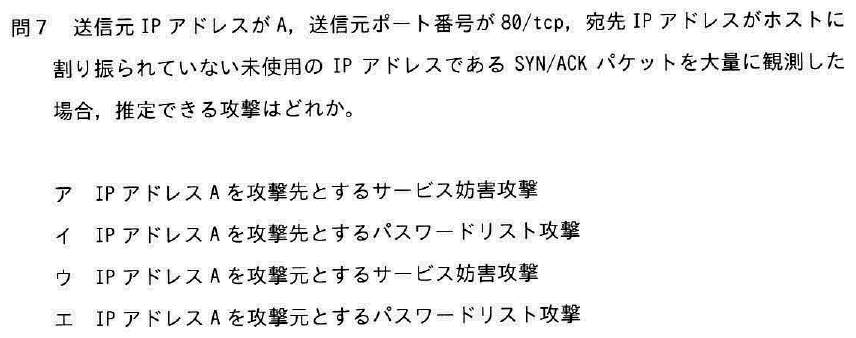 問7 送信元 IP アドレスが A，送信元ポート番号が 80/tcp，宛先 IP アドレスがホストに
割り振られていない未使用の IP アドレスである SYN/ACK パケットを大量に観測した
場合，推定できる攻撃はどれか。
ア IP アドレス A を攻撃先とするサービス妨害攻撃
イ IP アドレス A を攻撃先とするパスワードリスト攻撃
ウ IP アドレス A を攻撃元とするサービス妨害攻撃
エ IP アドレス A を攻撃元とするパスワードリスト攻撃